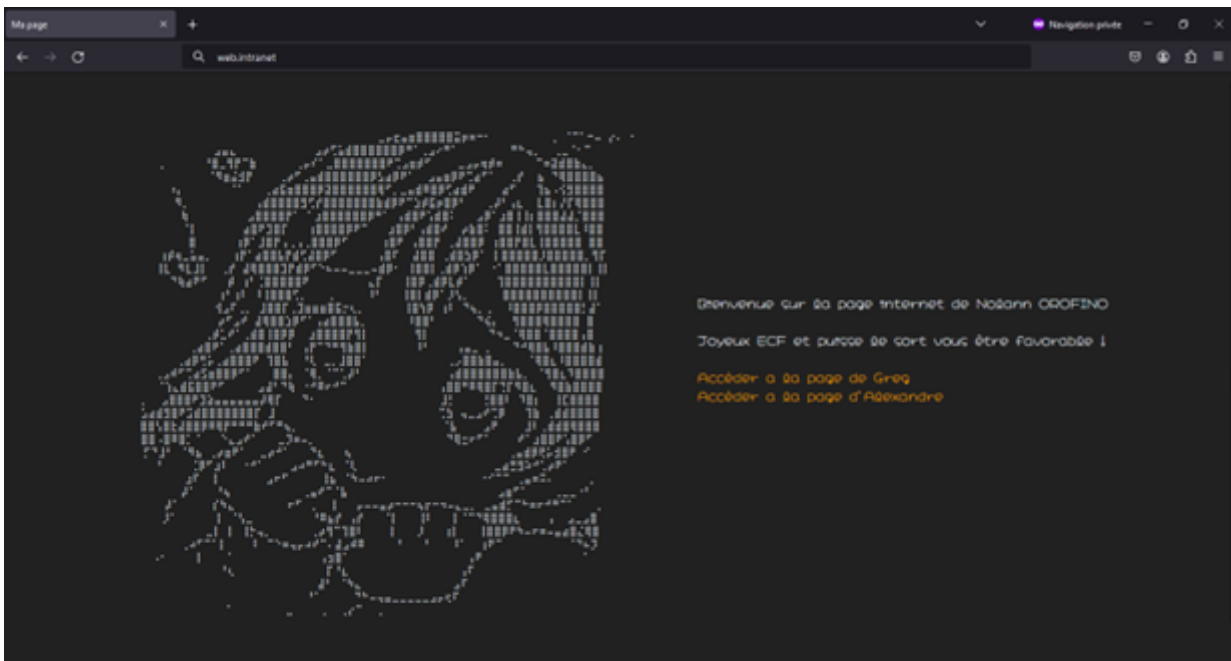 Ma page
Navigation privée
web.intranet
Bienvenue sur la page internet de Nolann OROFINO
Joyeux ECF et puisse le sort vous être favorable !
Accéder a la page de Greg
Accéder a la page d'Alexandre